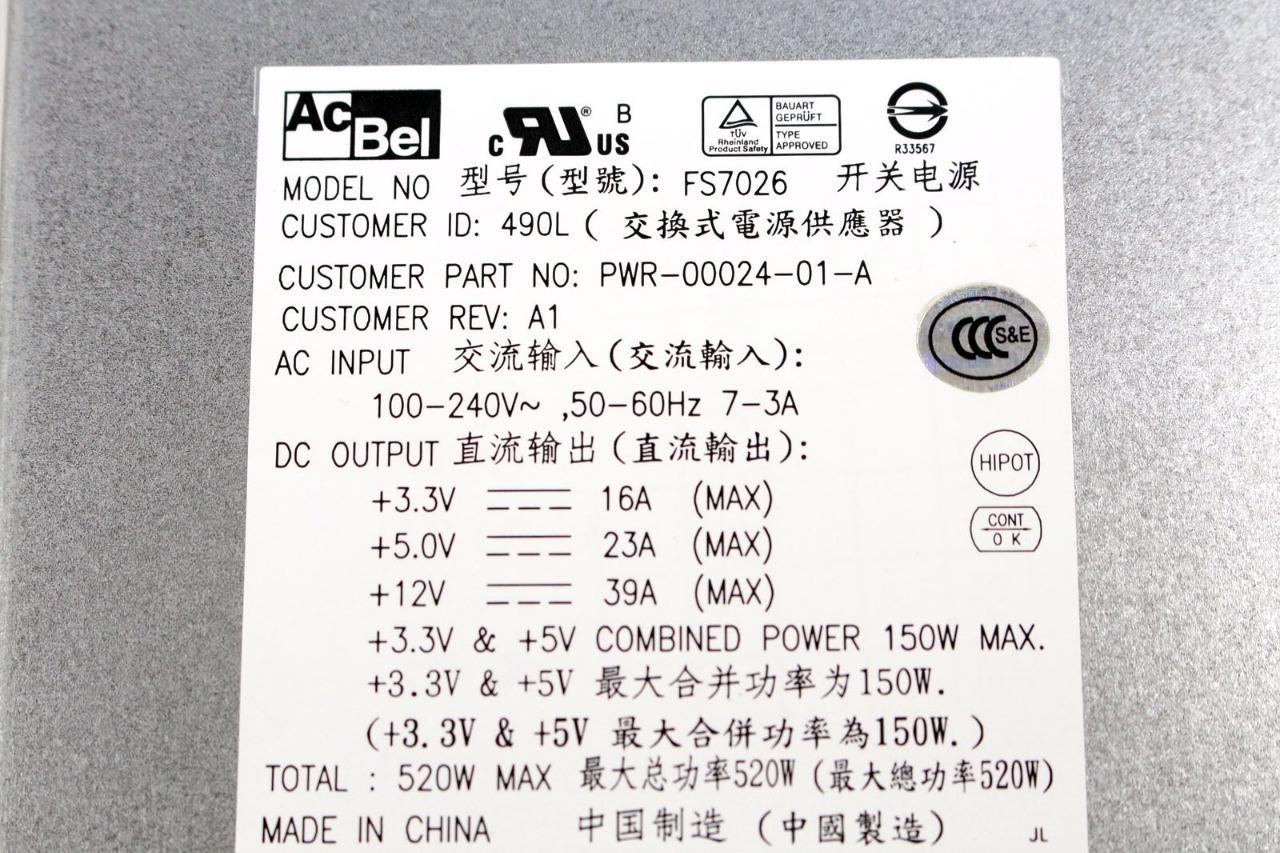 AcBel
c RU US ® B
TÜV Rheinland Product Safety
BAUART GEPRÜFT
TYPE APPROVED
R33567
MODEL NO 型号(型號): FS7026 开关电源
CUSTOMER ID: 490L ( 交換式電源供應器 )
CUSTOMER PART NO: PWR-00024-01-A
CUSTOMER REV: A1
CCC S&E
AC INPUT 交流输入(交流輸入):
100-240V~ ,50-60Hz 7-3A
DC OUTPUT 直流输出(直流輸出):
HIPOT
+3.3V 16A (MAX)
CONT
O K
+5.0V 23A (MAX)
+12V 39A (MAX)
+3.3V & +5V COMBINED POWER 150W MAX.
+3.3V & +5V 最大合并功率为150W.
(+3.3V & +5V 最大合併功率為150W.)
TOTAL : 520W MAX 最大总功率520W (最大總功率520W)
MADE IN CHINA 中国制造 (中國製造) JL